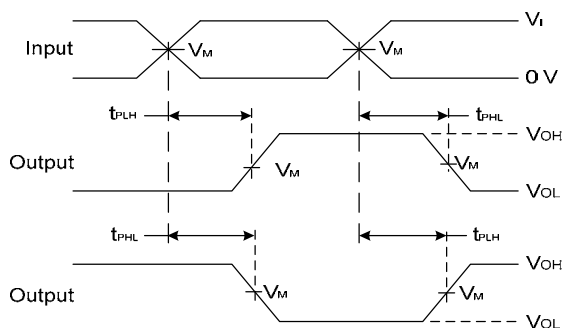 VI
Input VM VM
0 V
tPLH tPHL
VOH
Output VM VM
VOL
tPHL tPLH
VOH
Output VM VM
VOL